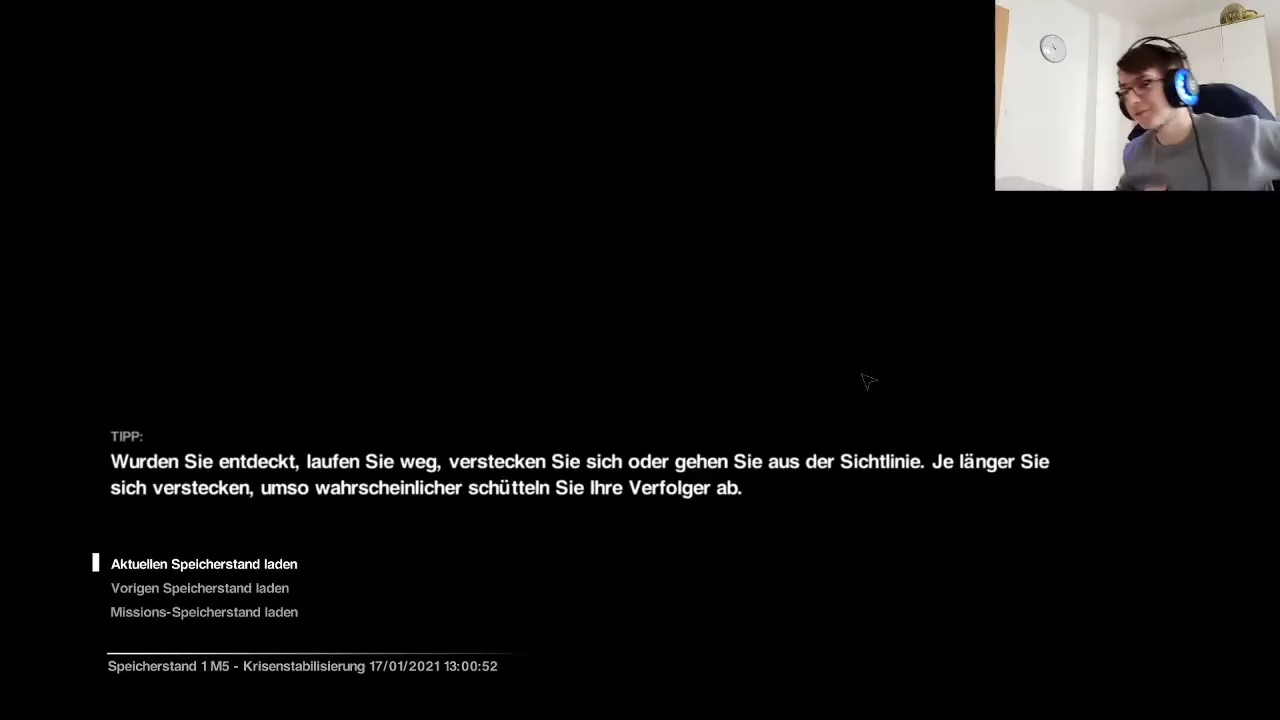 TIPP:
Wurden Sie entdeckt, laufen Sie weg, verstecken Sie sich oder gehen Sie aus der Sichtlinie. Je länger Sie
sich verstecken, umso wahrscheinlicher schütteln Sie Ihre Verfolger ab.
Aktuellen Speicherstand laden
Vorigen Speicherstand laden
Missions-Speicherstand laden
Speicherstand 1 M5 - Krisenstabilisierung 17/01/2021 13:00:52